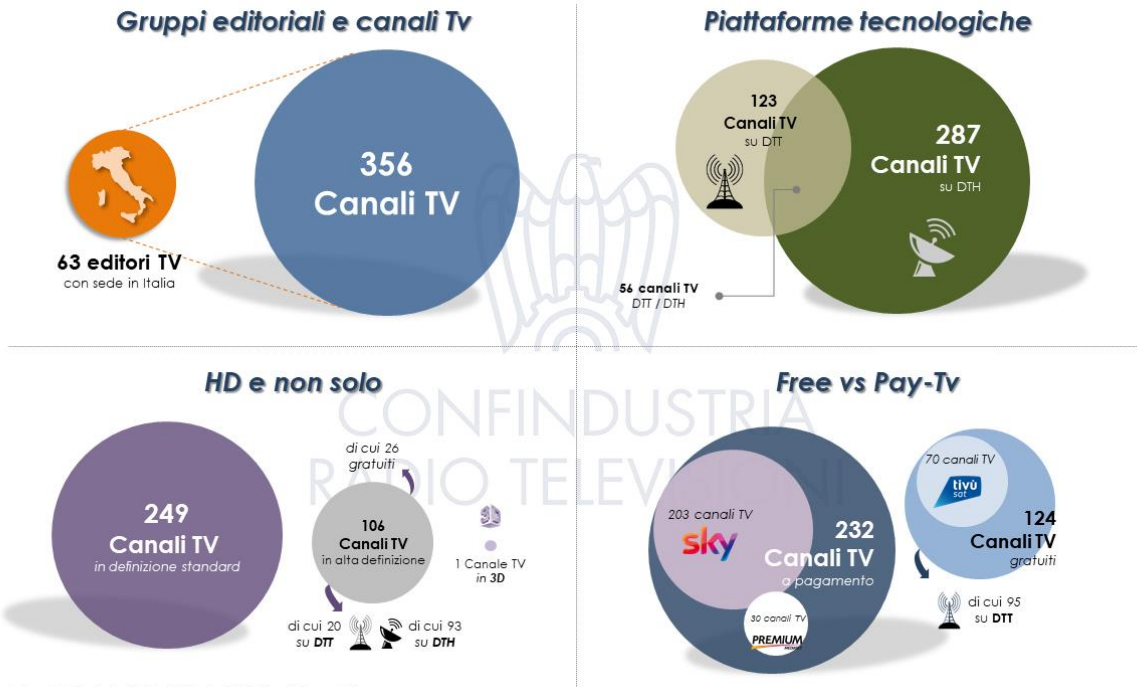 Gruppi editoriali e canali Tv
356
Canali TV
63 editori TV
con sede in Italia
Piattaforme tecnologiche
123
Canali TV
su DTT
287
Canali TV
su DTH
56 canali TV
DTT / DTH
CONFINDUSTRIA
RADIO TELEVISIONI
HD e non solo
249
Canali TV
in definizione standard
di cui 26
gratuiti
106
Canali TV
in alta definizione
3D
1 Canale TV
in 3D
di cui 20
su DTT
di cui 93
su DTH
Free vs Pay-Tv
203 canali TV
sky
232
Canali TV
a pagamento
30 canali TV
PREMIUM
70 canali TV
tivù
sat
124
Canali TV
gratuiti
di cui 95
su DTT